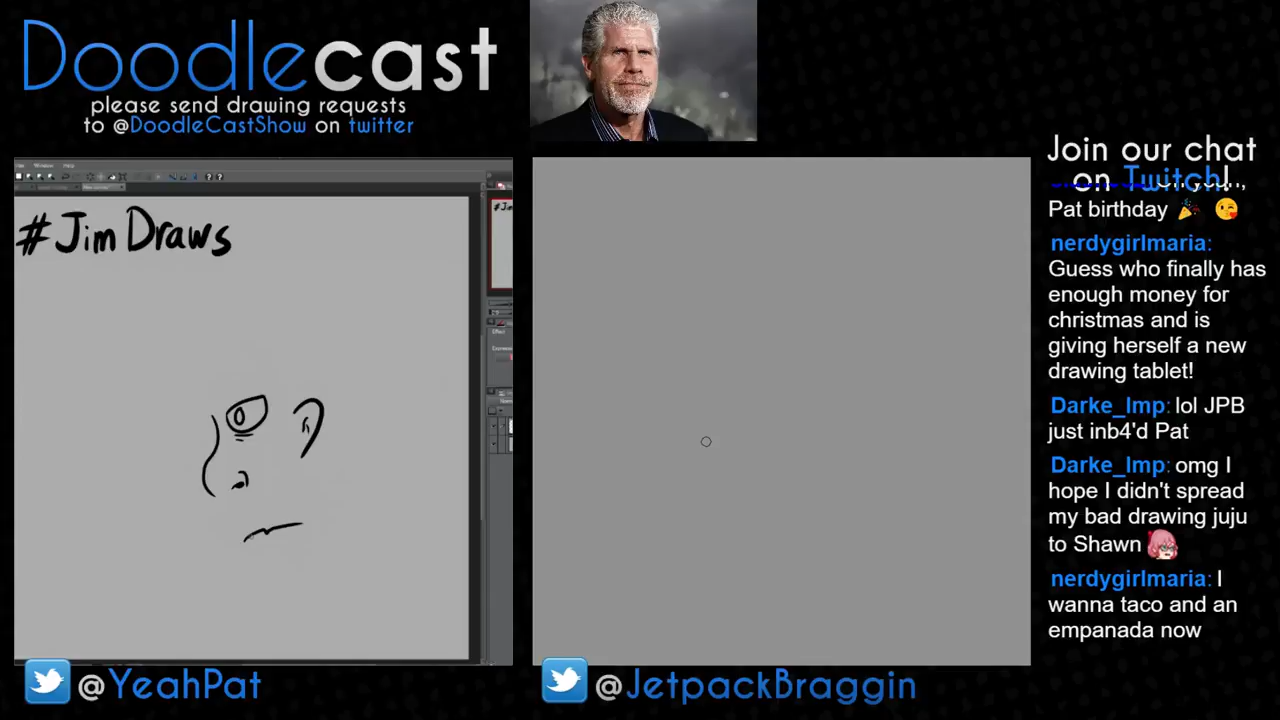 Doodlecast
please send drawing requests
to @DoodleCastShow on twitter
#JimDraws
@YeahPat
@JetpackBraggin
Join our chat
on Twitch!
Pat birthday 🎉 😘
nerdygirlmaria:
Guess who finally has
enough money for
christmas and is
giving herself a new
drawing tablet!
Darke_Imp: lol JPB
just inb4'd Pat
Darke_Imp: omg I
hope I didn't spread
my bad drawing juju
to Shawn
nerdygirlmaria: I
wanna taco and an
empanada now